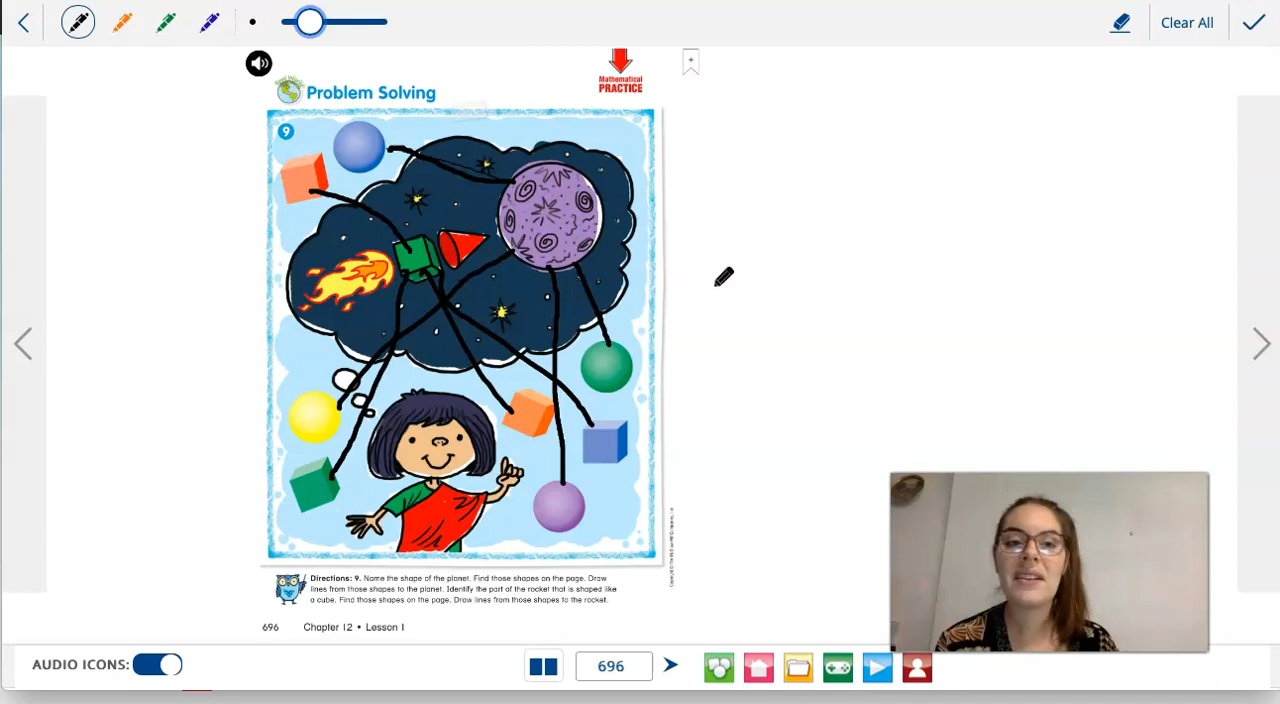 Clear All
Mathematical
PRACTICE
Problem Solving
9
Directions: 9. Name the shape of the planet. Find those shapes on the page. Draw
lines from those shapes to the planet. Identify the part of the rocket that is shaped like
a cube. Find those shapes on the page. Draw lines from those shapes to the rocket.
696 Chapter 12 • Lesson 1
AUDIO ICONS:
696